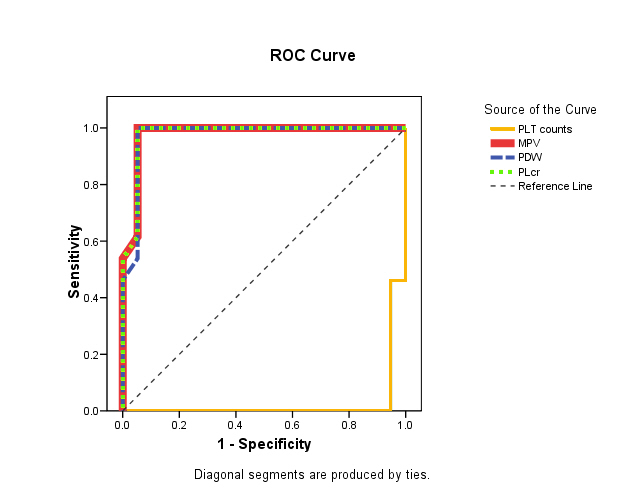 ROC Curve
Source of the Curve
PLT counts
MPV
PDW
PLcr
Reference Line
Sensitivity
1.0
0.8
0.6
0.4
0.2
0.0
0.0 0.2 0.4 0.6 0.8 1.0
1 - Specificity
Diagonal segments are produced by ties.